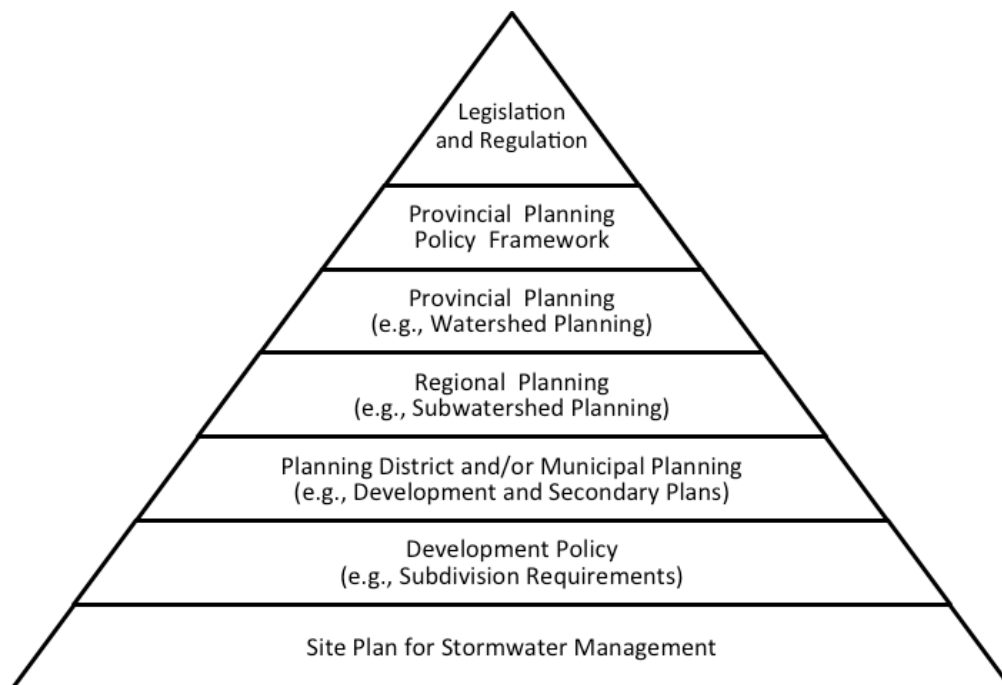 Legislation
and Regulation
Provincial Planning
Policy Framework
Provincial Planning
(e.g., Watershed Planning)
Regional Planning
(e.g., Subwatershed Planning)
Planning District and/or Municipal Planning
(e.g., Development and Secondary Plans)
Development Policy
(e.g., Subdivision Requirements)
Site Plan for Stormwater Management